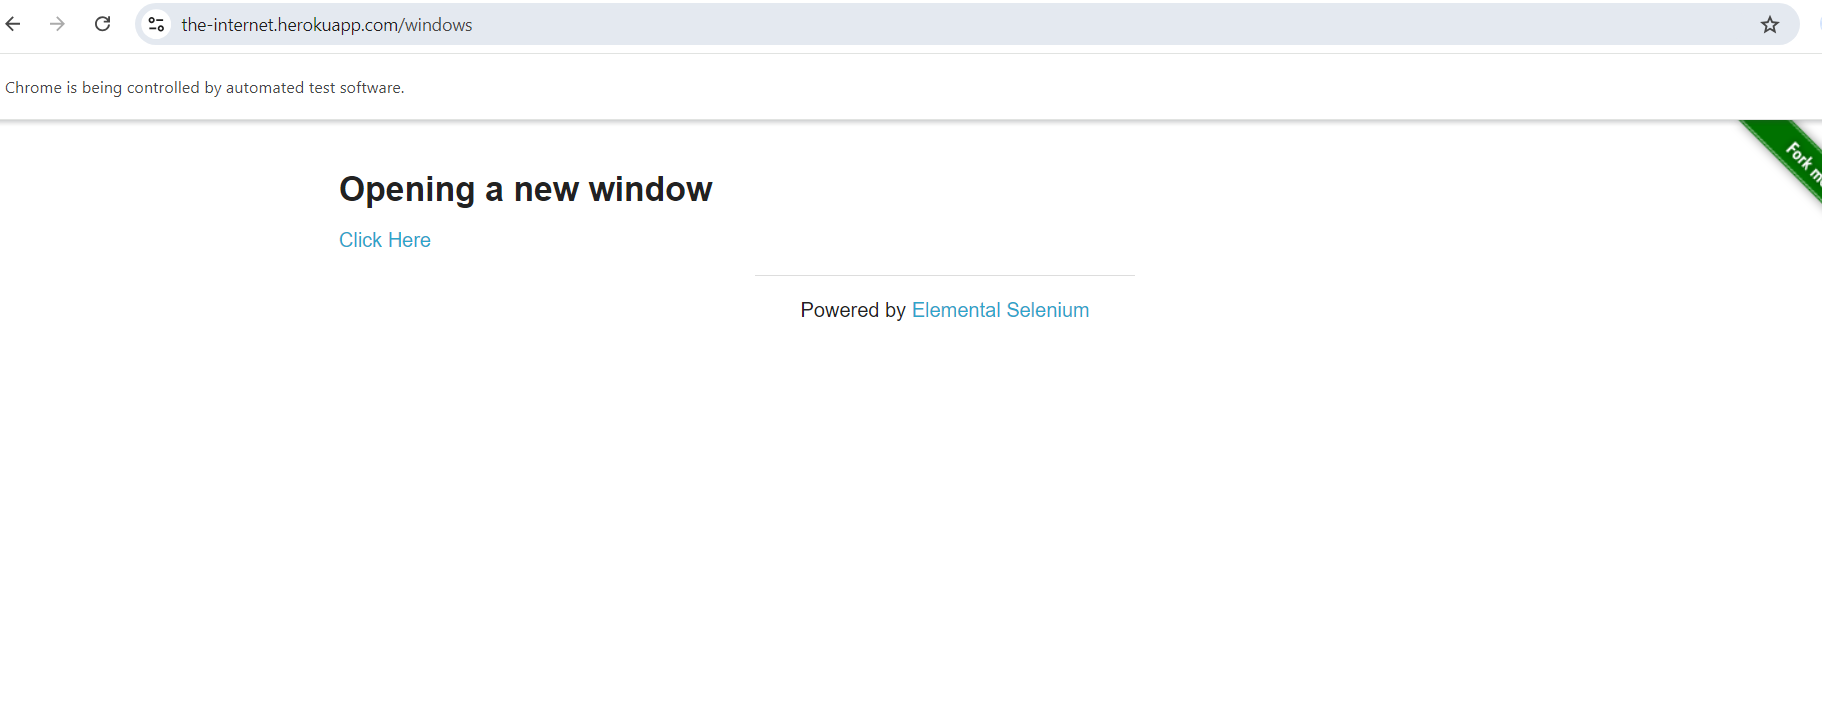 the-internet.herokuapp.com/windows
Chrome is being controlled by automated test software.
Fork
Opening a new window
Click Here
Powered by Elemental Selenium